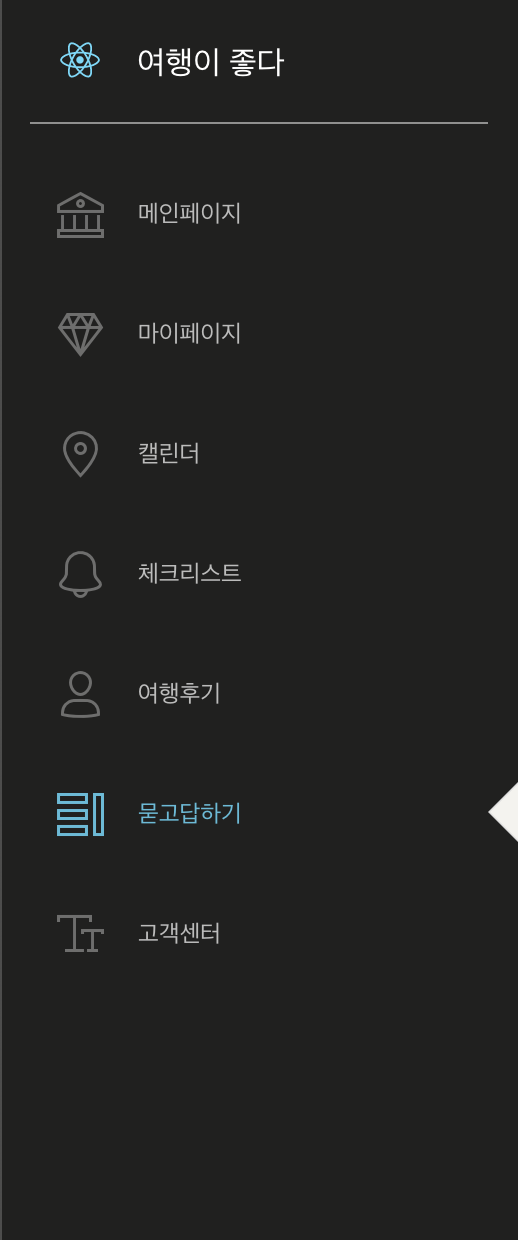 여행이 좋다
메인페이지
마이페이지
캘린더
체크리스트
여행후기
묻고답하기
고객센터